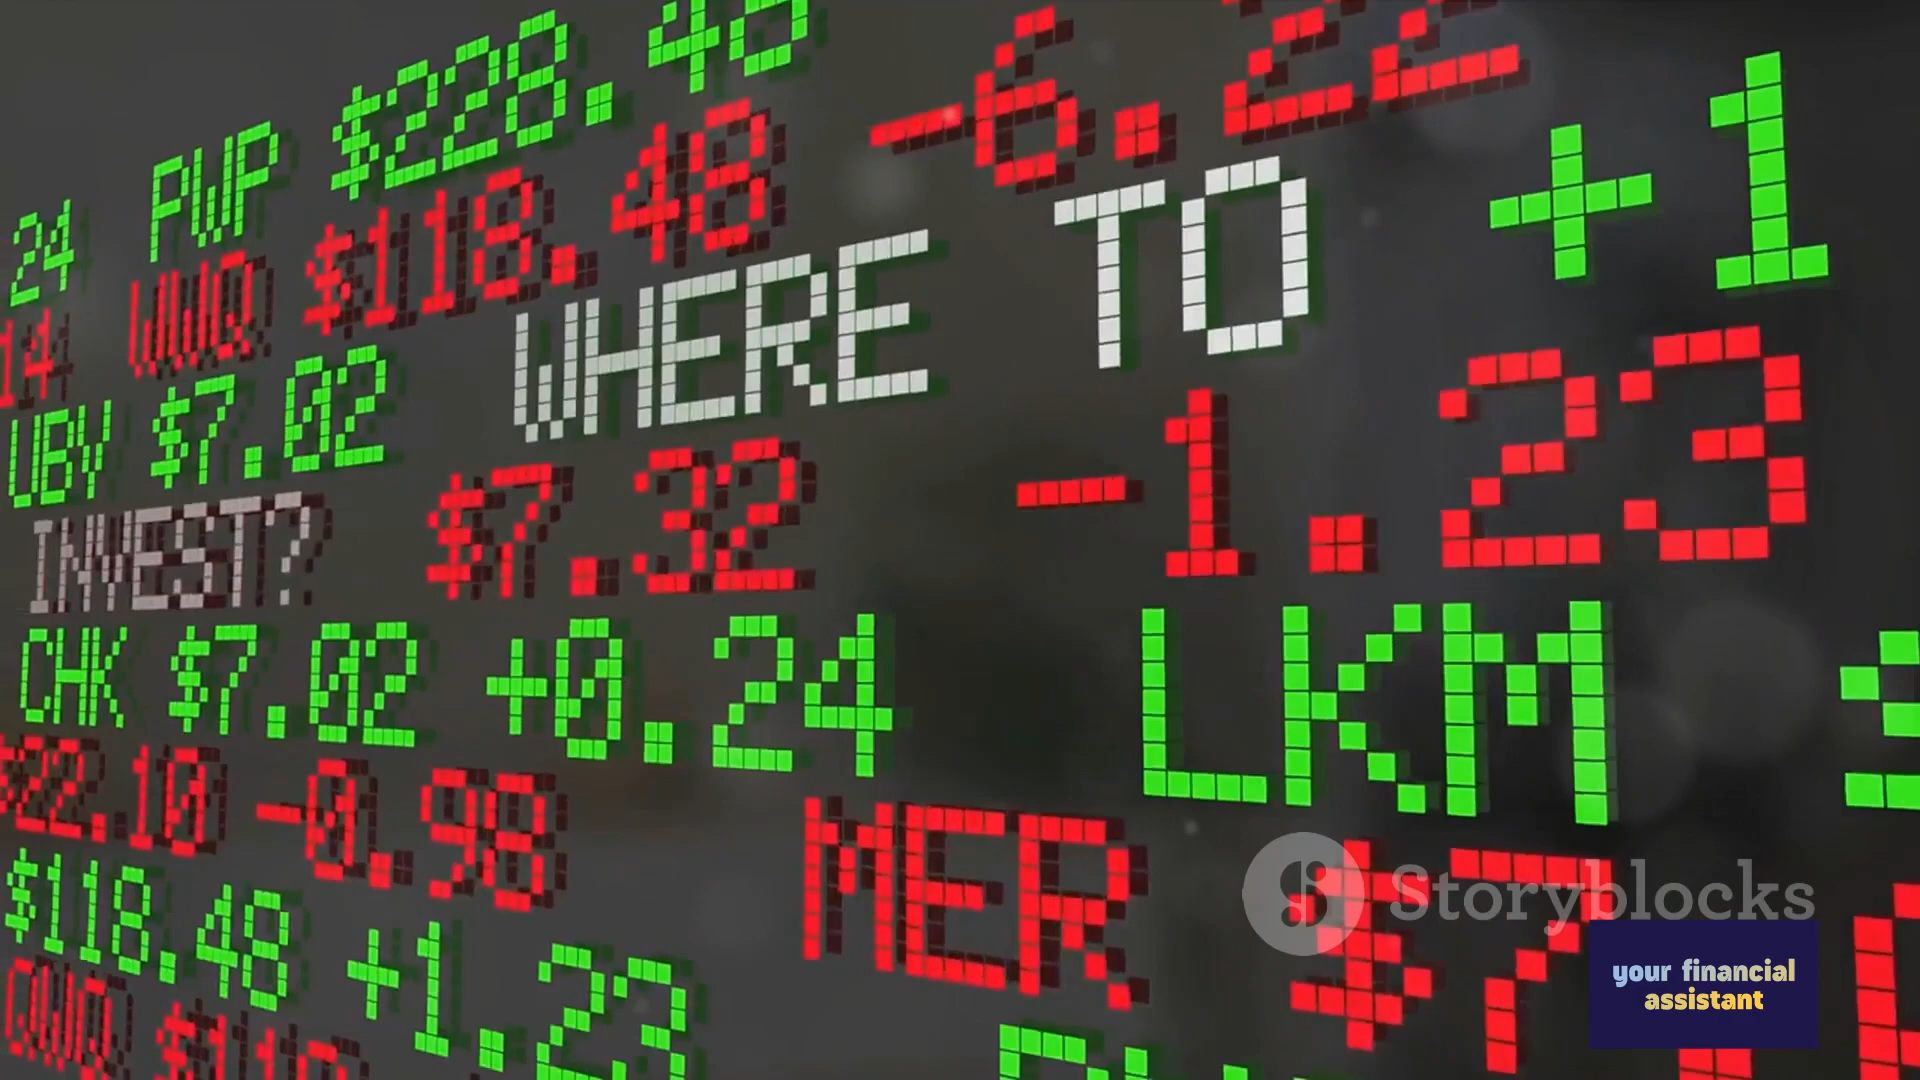 24 PWP $228.48 -6.22
14 WWQ $118.48 WHERE TO +1
UBV $7.02
INVEST? $7.32 -1.23
CHK $7.02 +0.24 LKM
$22.10 -0.98 MER $7
$118.48 +1.23
Storyblocks
your financial
assistant